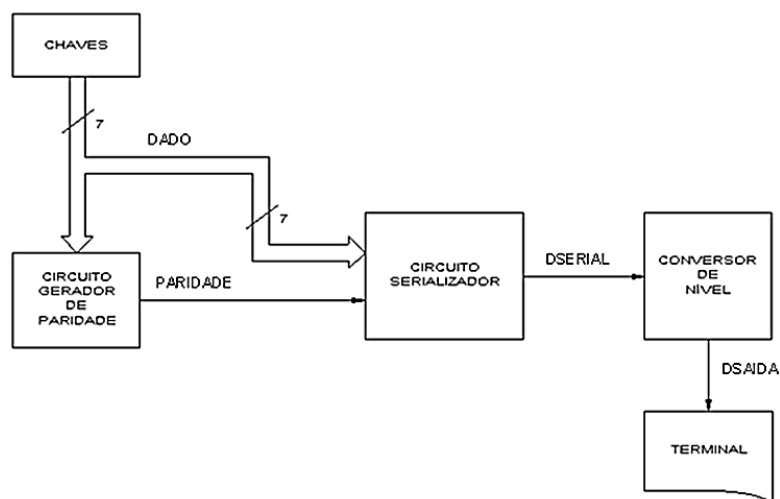 CHAVES
7
DADO
7
CIRCUITO
GERADOR
DE
PARIDADE
PARIDADE
CIRCUITO
SERIALIZADOR
DSERIAL
CONVERSOR
DE
NÍVEL
DSAIDA
TERMINAL